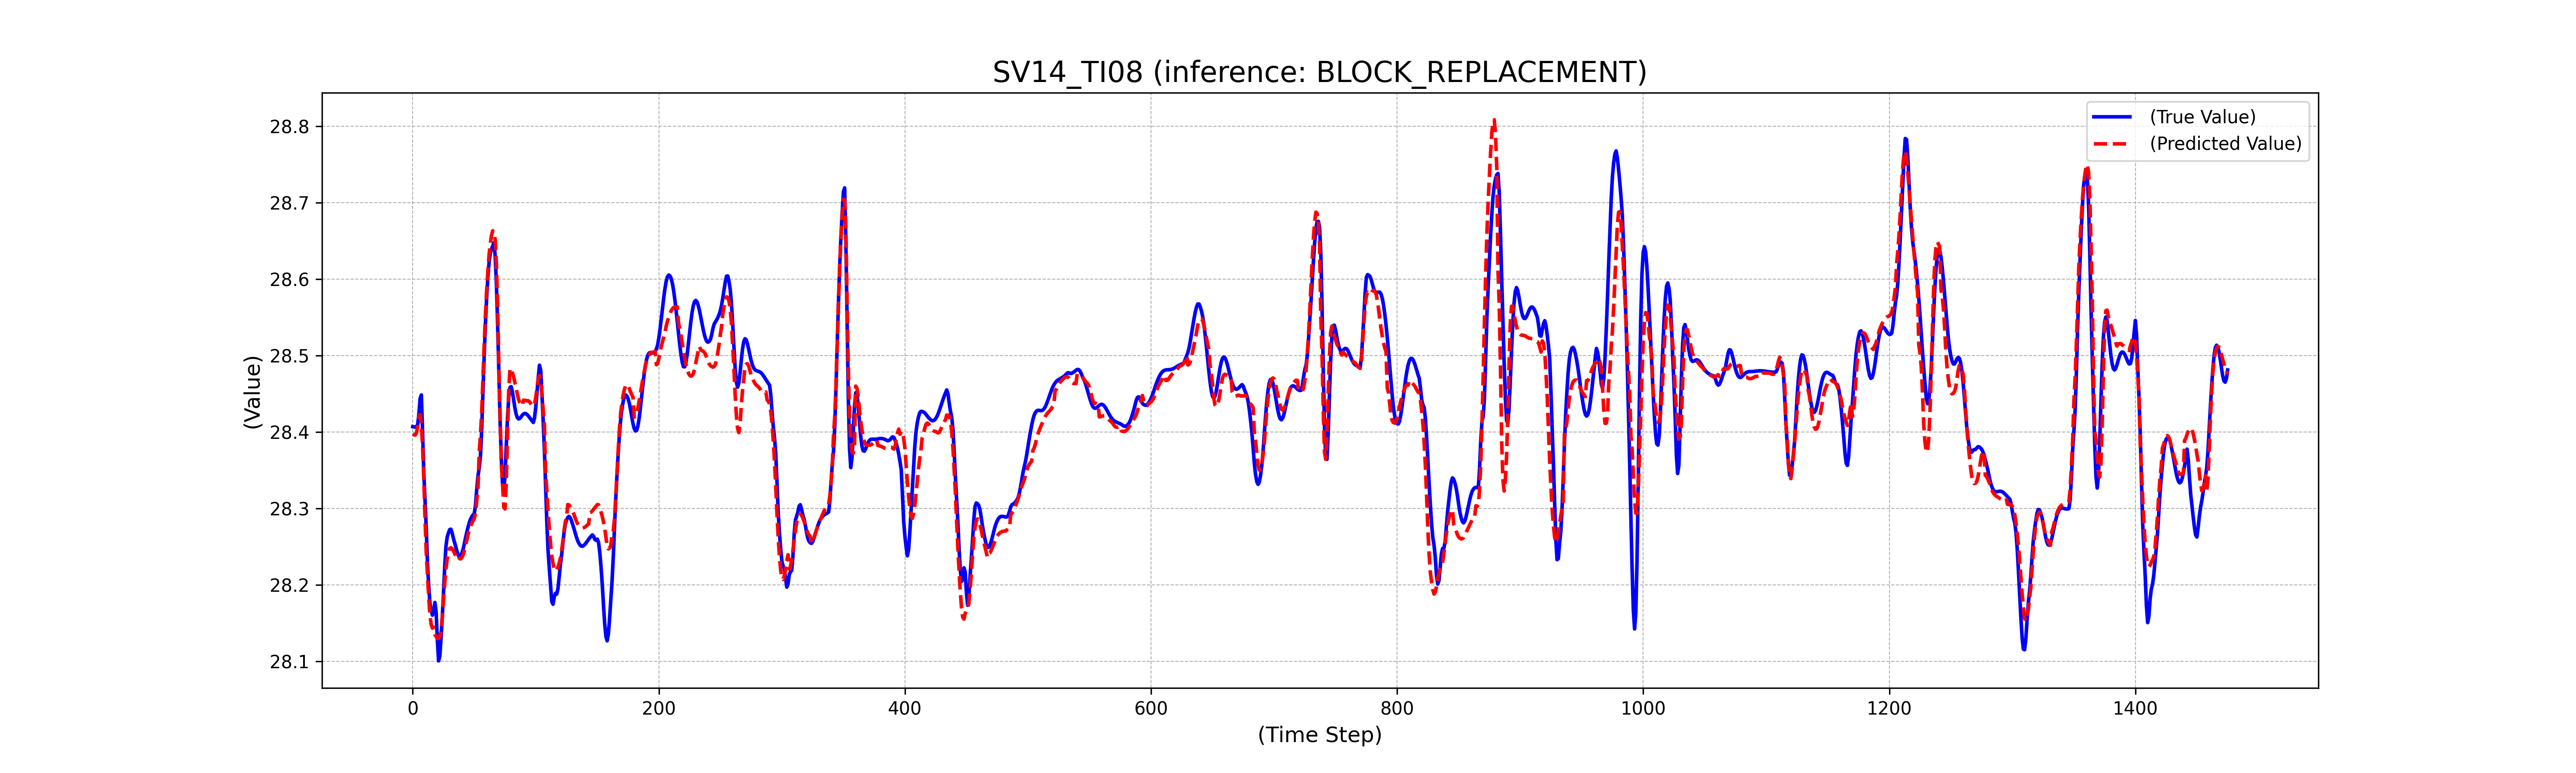 SV14_TI08 (inference: BLOCK_REPLACEMENT)
(True Value)
(Predicted Value)
(Value)
28.8
28.7
28.6
28.5
28.4
28.3
28.2
28.1
0 200 400 600 800 1000 1200 1400
(Time Step)